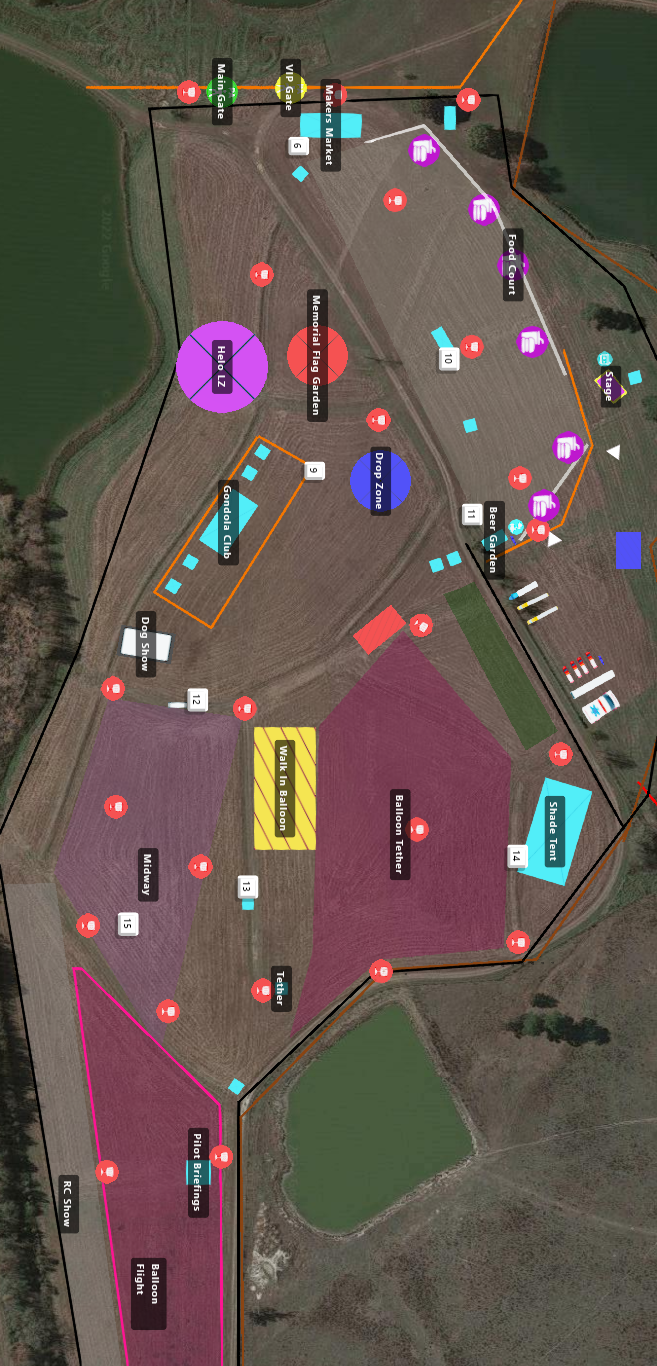 Main Gate
VIP Gate
Makers Market
6
Food Court
Stage
10
Helo LZ
Memorial Flag Garden
Drop Zone
9
Gondola Club
11
Beer Garden
Dog Show
12
Walk In Balloon
Balloon Tether
Shade Tent
14
Midway
13
15
Tether
Pilot Briefings
RC Show
Balloon
Flight